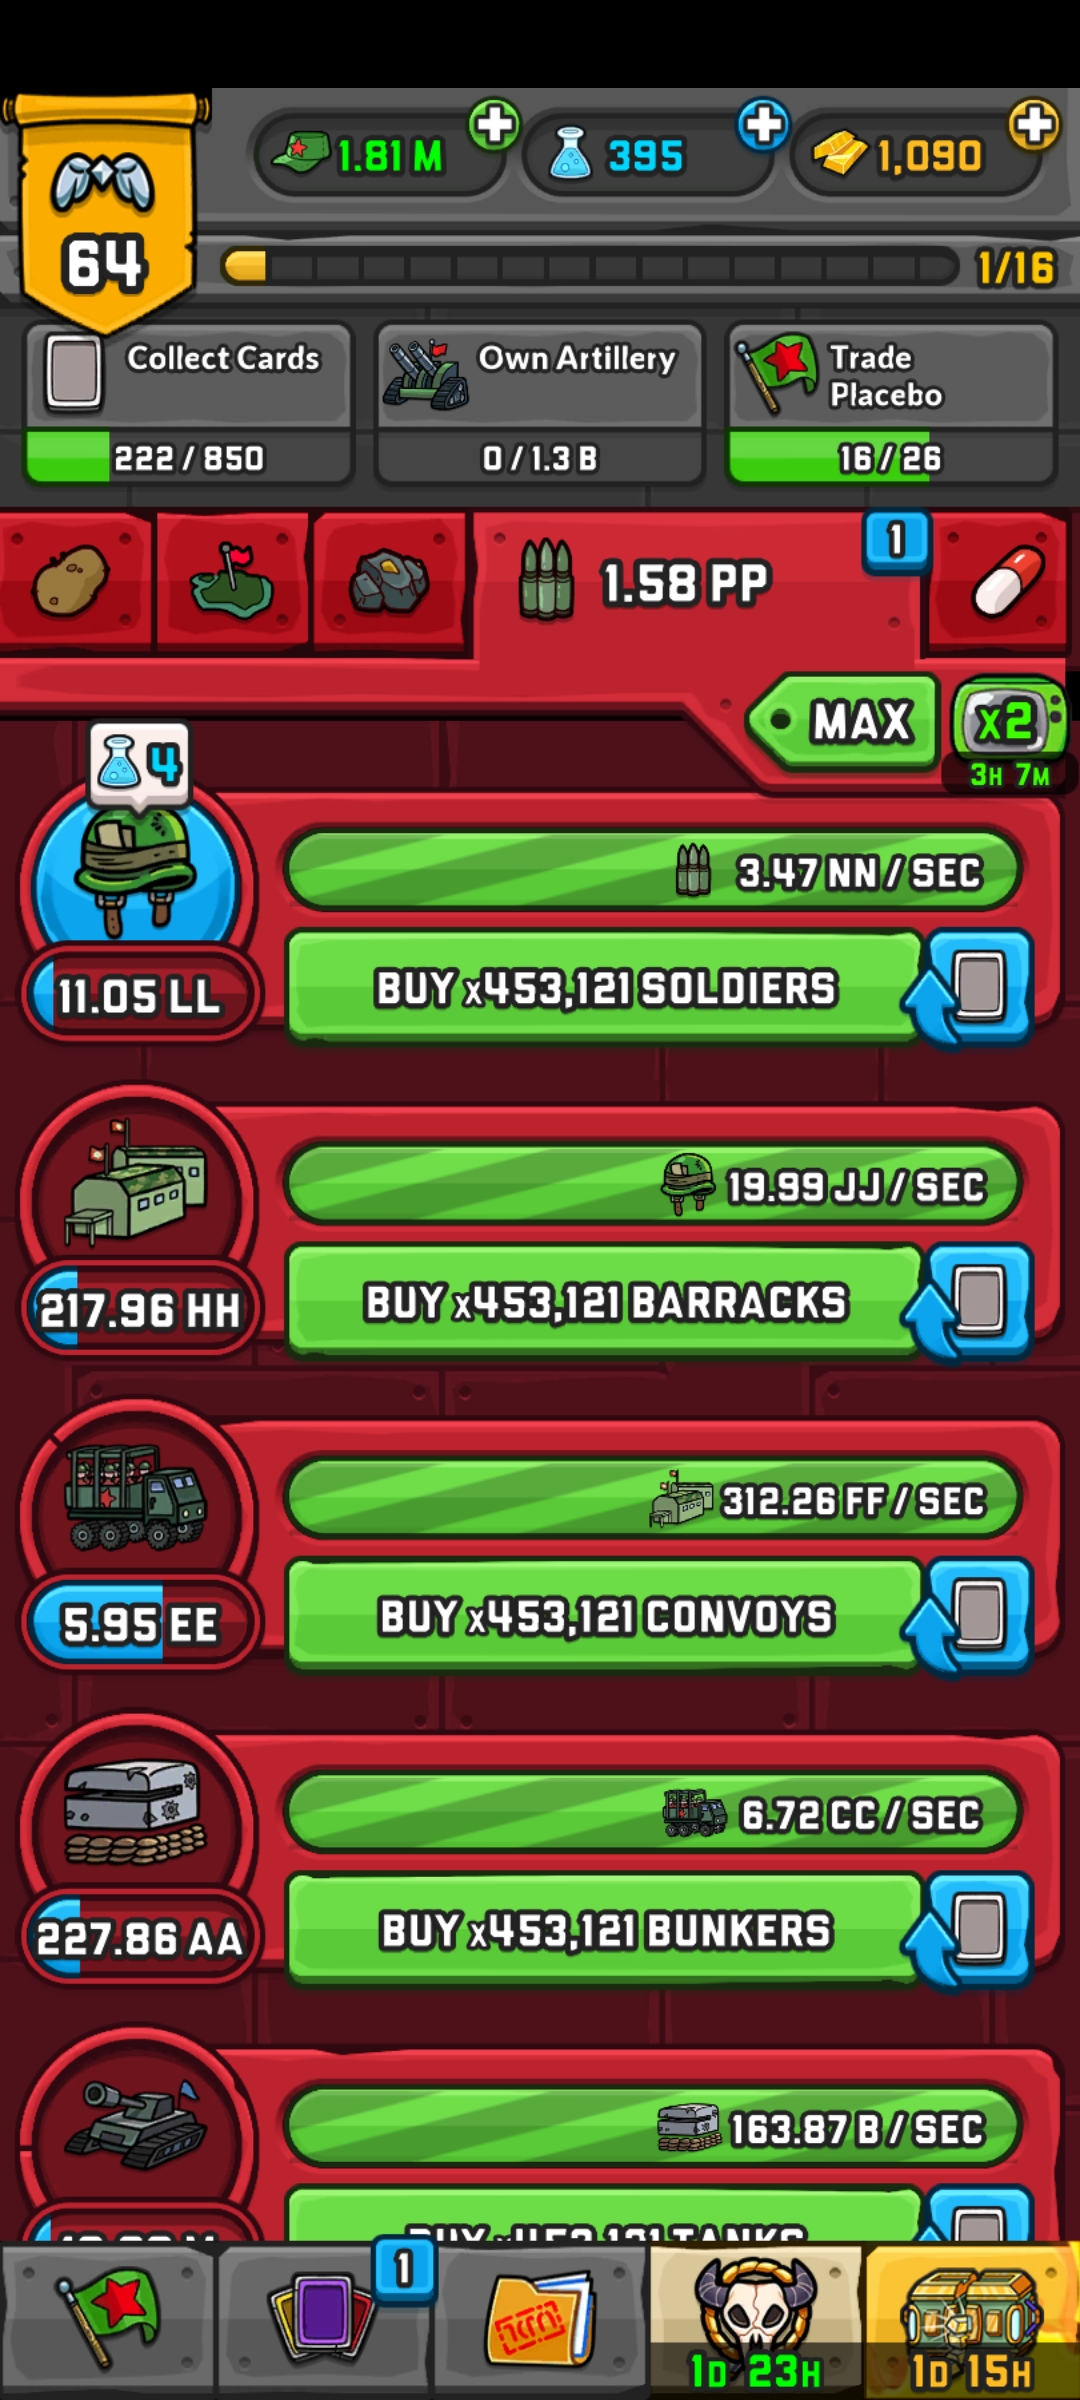 1.81 M
395
1,090
64
1/16
Collect Cards
222 / 850
Own Artillery
0 / 1.3 B
Trade
Placebo
16 / 26
1.58 PP
1
MAX
x2
3H 7M
4
3.47 NN / SEC
11.05 LL
BUY x453,121 SOLDIERS
19.99 JJ / SEC
217.96 HH
BUY x453,121 BARRACKS
312.26 FF / SEC
5.95 EE
BUY x453,121 CONVOYS
6.72 CC / SEC
227.86 AA
BUY x453,121 BUNKERS
163.87 B / SEC
BUY x453,121 TANKS
1
1D 23H
1D 15H